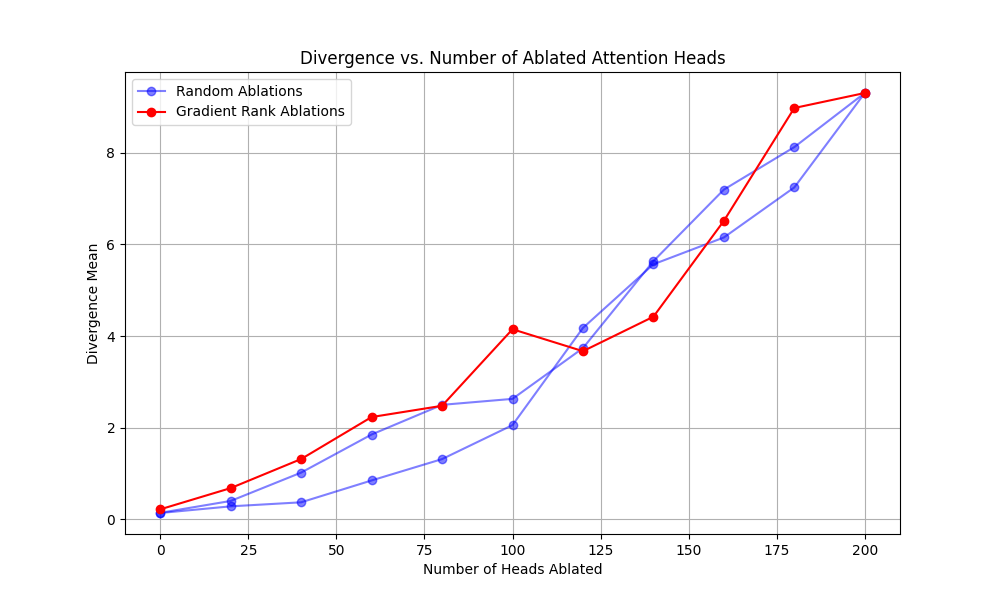 Divergence vs. Number of Ablated Attention Heads
Random Ablations
Gradient Rank Ablations
8
6
4
2
0
Divergence Mean
0 25 50 75 100 125 150 175 200
Number of Heads Ablated